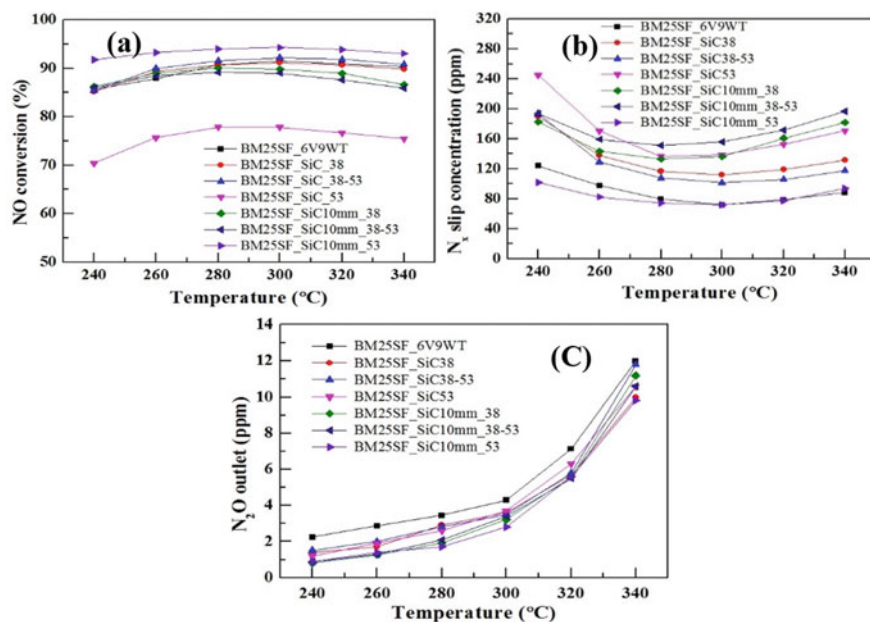 (a)
NO conversion (%)
100
90
80
70
60
50
BM25SF_6V9WT
BM25SF_SiC_38
BM25SF_SiC_38-53
BM25SF_SiC_53
BM25SF_SiC10mm_38
BM25SF_SiC10mm_38-53
BM25SF_SiC10mm_53
240 260 280 300 320 340
Temperature (°C)
(b)
Nx slip concentration (ppm)
320
280
240
200
160
120
80
40
0
BM25SF_6V9WT
BM25SF_SiC38
BM25SF_SiC38-53
BM25SF_SiC53
BM25SF_SiC10mm_38
BM25SF_SiC10mm_38-53
BM25SF_SiC10mm_53
240 260 280 300 320 340
Temperature (°C)
(C)
N2O outlet (ppm)
14
12
10
8
6
4
2
0
BM25SF_6V9WT
BM25SF_SiC38
BM25SF_SiC38-53
BM25SF_SiC53
BM25SF_SiC10mm_38
BM25SF_SiC10mm_38-53
BM25SF_SiC10mm_53
240 260 280 300 320 340
Temperature (°C)